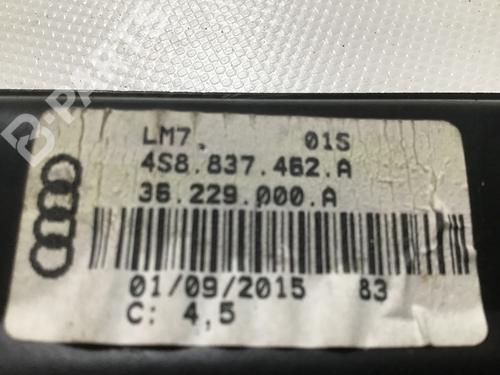 LM7. 01S
4S8.837.462.A
36.229.000.A
01/09/2015 83
C: 4,5